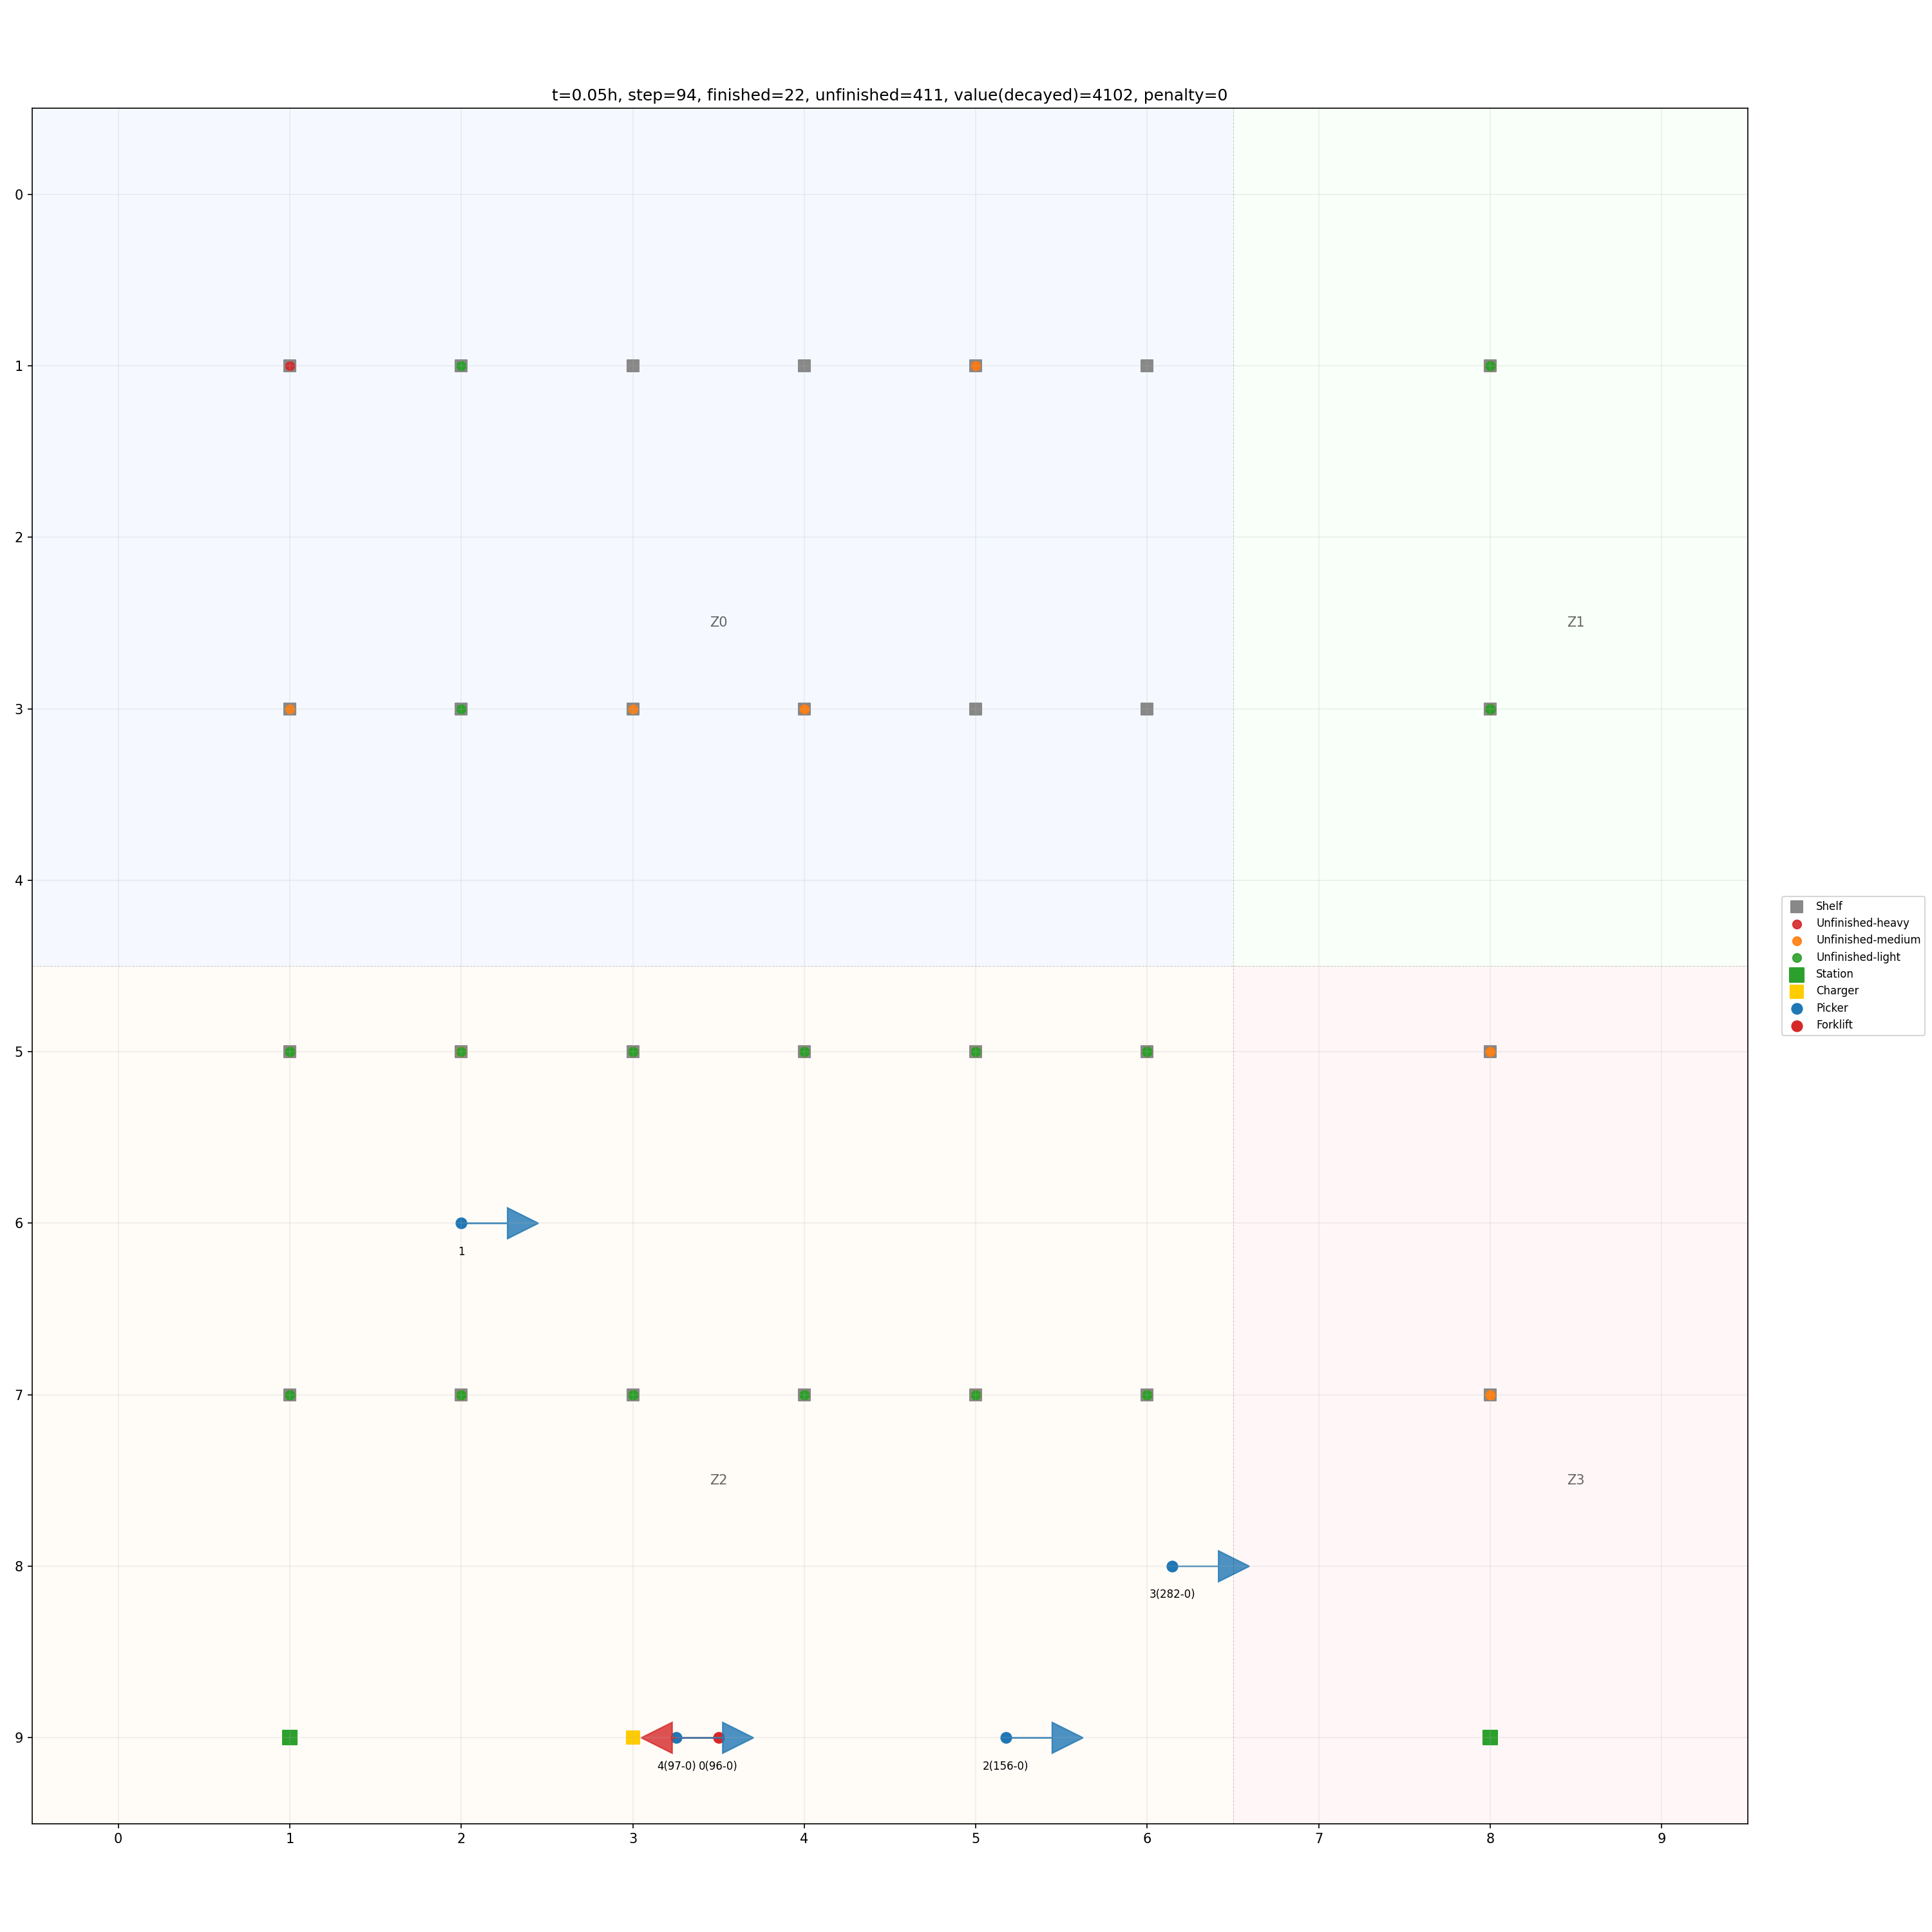 t=0.05h, step=94, finished=22, unfinished=411, value(decayed)=4102, penalty=0
0
1
2
Z0 Z1
3
4
Shelf
Unfinished-heavy
Unfinished-medium
Unfinished-light
Station
Charger
Picker
Forklift
5
6
1
7
Z2 Z3
8
3(282-0)
9
4(97-0) 0(96-0) 2(156-0)
0 1 2 3 4 5 6 7 8 9